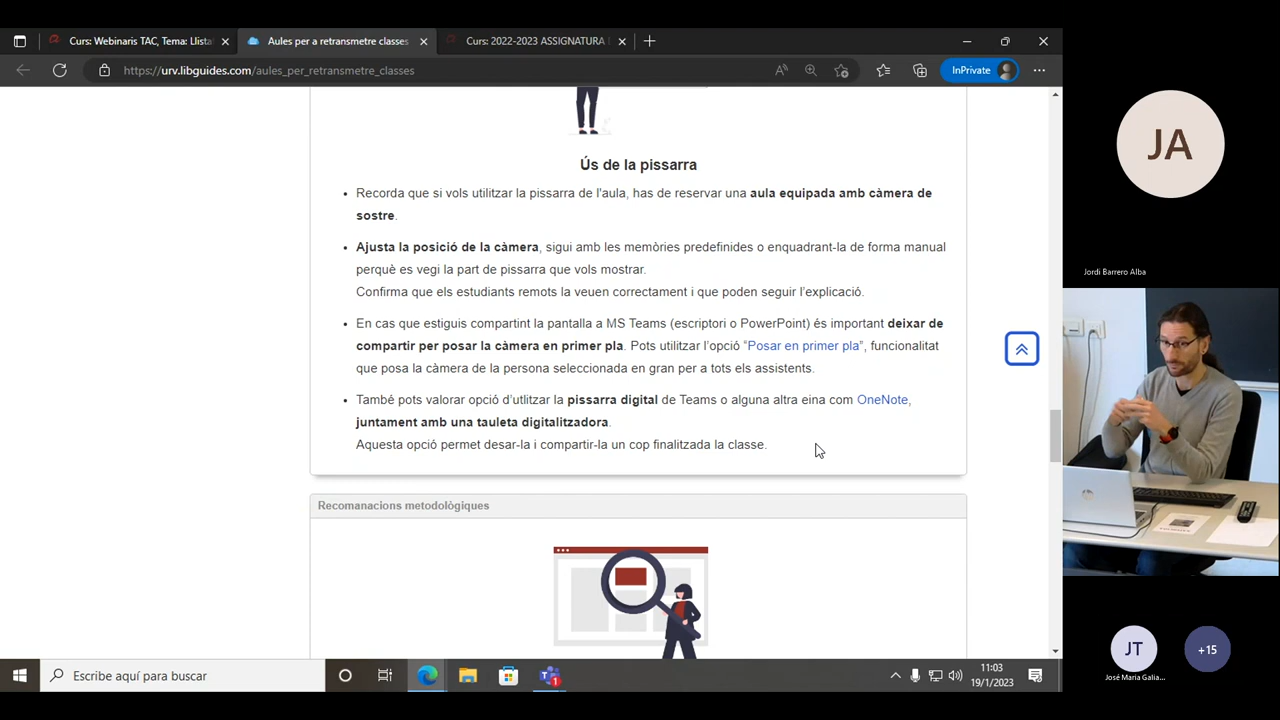 Curs: Webinaris TAC, Tema: Llista
Aules per a retransmetre classes
Curs: 2022-2023 ASSIGNATURA
https://urv.libguides.com/aules_per_retransmetre_classes
InPrivate
Ús de la pissarra
Recorda que si vols utilitzar la pissarra de l'aula, has de reservar una aula equipada amb càmera de
sostre.
Ajusta la posició de la càmera, sigui amb les memòries predefinides o enquadrant-la de forma manual
perquè es vegi la part de pissarra que vols mostrar.
Confirma que els estudiants remots la veuen correctament i que poden seguir l'explicació.
En cas que estiguis compartint la pantalla a MS Teams (escriptori o PowerPoint) és important deixar de
compartir per posar la càmera en primer pla. Pots utilitzar l'opció “Posar en primer pla”, funcionalitat
que posa la càmera de la persona seleccionada en gran per a tots els assistents.
També pots valorar opció d'utlitzar la pissarra digital de Teams o alguna altra eina com OneNote,
juntament amb una tauleta digitalitzadora.
Aquesta opció permet desar-la i compartir-la un cop finalitzada la classe.
Recomanacions metodològiques
Escribe aquí para buscar
1
11:03
19/1/2023
JA
Jordi Barrero Alba
JT
+15
José Maria Galia...